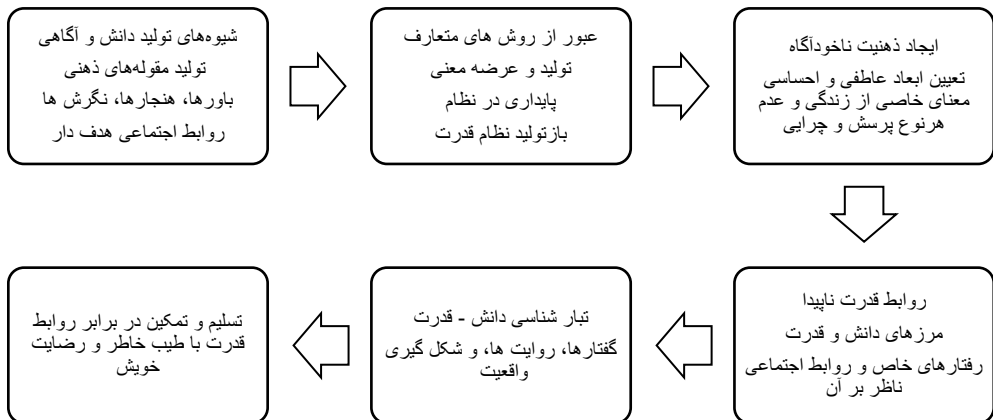 شیوه‌های تولید دانش و آگاهی
تولید مقوله‌های ذهنی
باورها، هنجارها، نگرش ها
روابط اجتماعی هدف دار
عبور از روش های متعارف
تولید و عرضه معنی
پایداری در نظام
بازتولید نظام قدرت
ایجاد ذهنیت ناخودآگاه
تعیین ابعاد عاطفی و احساسی
معنای خاصی از زندگی و عدم
هرنوع پرسش و چرایی
روابط قدرت ناپیدا
مرزهای دانش و قدرت
رفتارهای خاص و روابط اجتماعی
ناظر بر آن
تبار شناسی دانش - قدرت
گفتارها، روایت ها، و شکل گیری
واقعیت
تسلیم و تمکین در برابر روابط
قدرت با طیب خاطر و رضایت
خویش